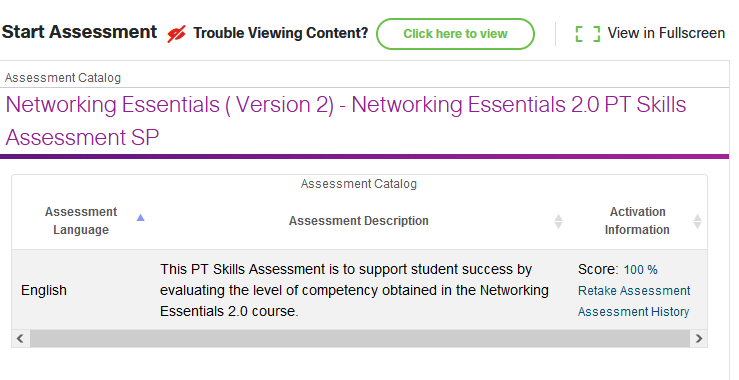 Start Assessment Trouble Viewing Content? Click here to view View in Fullscreen
Assessment Catalog
Networking Essentials ( Version 2) - Networking Essentials 2.0 PT Skills
Assessment SP
Assessment Catalog
Assessment
Language
Assessment Description
Activation
Information
English
This PT Skills Assessment is to support student success by
evaluating the level of competency obtained in the Networking
Essentials 2.0 course.
Score: 100 %
Retake Assessment
Assessment History